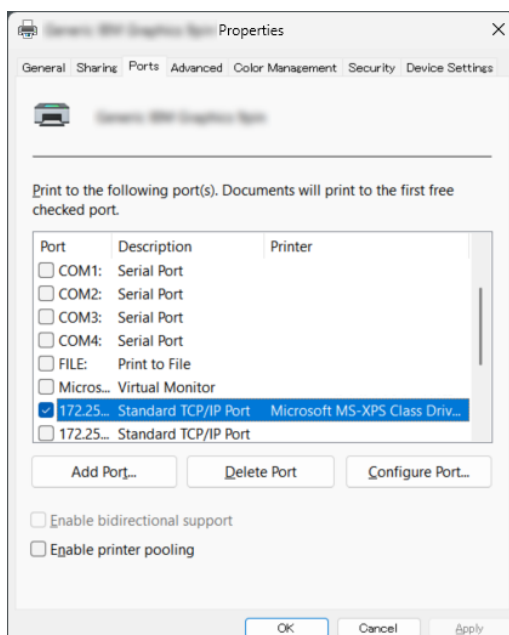 Properties
General Sharing Ports Advanced Color Management Security Device Settings
Print to the following port(s). Documents will print to the first free
checked port.
Port Description Printer
COM1: Serial Port
COM2: Serial Port
COM3: Serial Port
COM4: Serial Port
FILE: Print to File
Micros... Virtual Monitor
172.25... Standard TCP/IP Port Microsoft MS-XPS Class Driv...
172.25... Standard TCP/IP Port
Add Port... Delete Port Configure Port...
Enable bidirectional support
Enable printer pooling
OK Cancel Apply